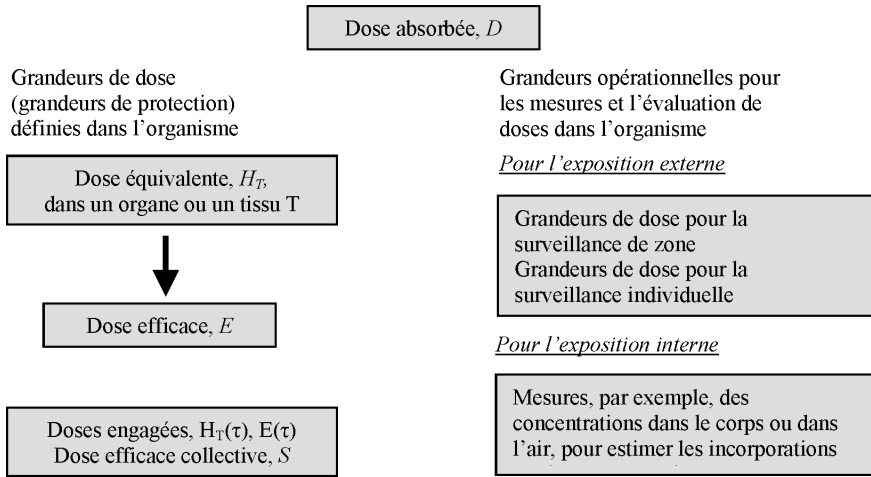 Dose absorbée, D
Grandeurs de dose
(grandeurs de protection)
définies dans l'organisme
Dose équivalente, H_T,
dans un organe ou un tissu T
Dose efficace, E
Doses engagées, H_T(τ), E(τ)
Dose efficace collective, S
Grandeurs opérationnelles pour
les mesures et l'évaluation de
doses dans l'organisme
Pour l'exposition externe
Grandeurs de dose pour la
surveillance de zone
Grandeurs de dose pour la
surveillance individuelle
Pour l'exposition interne
Mesures, par exemple, des
concentrations dans le corps ou dans
l'air, pour estimer les incorporations